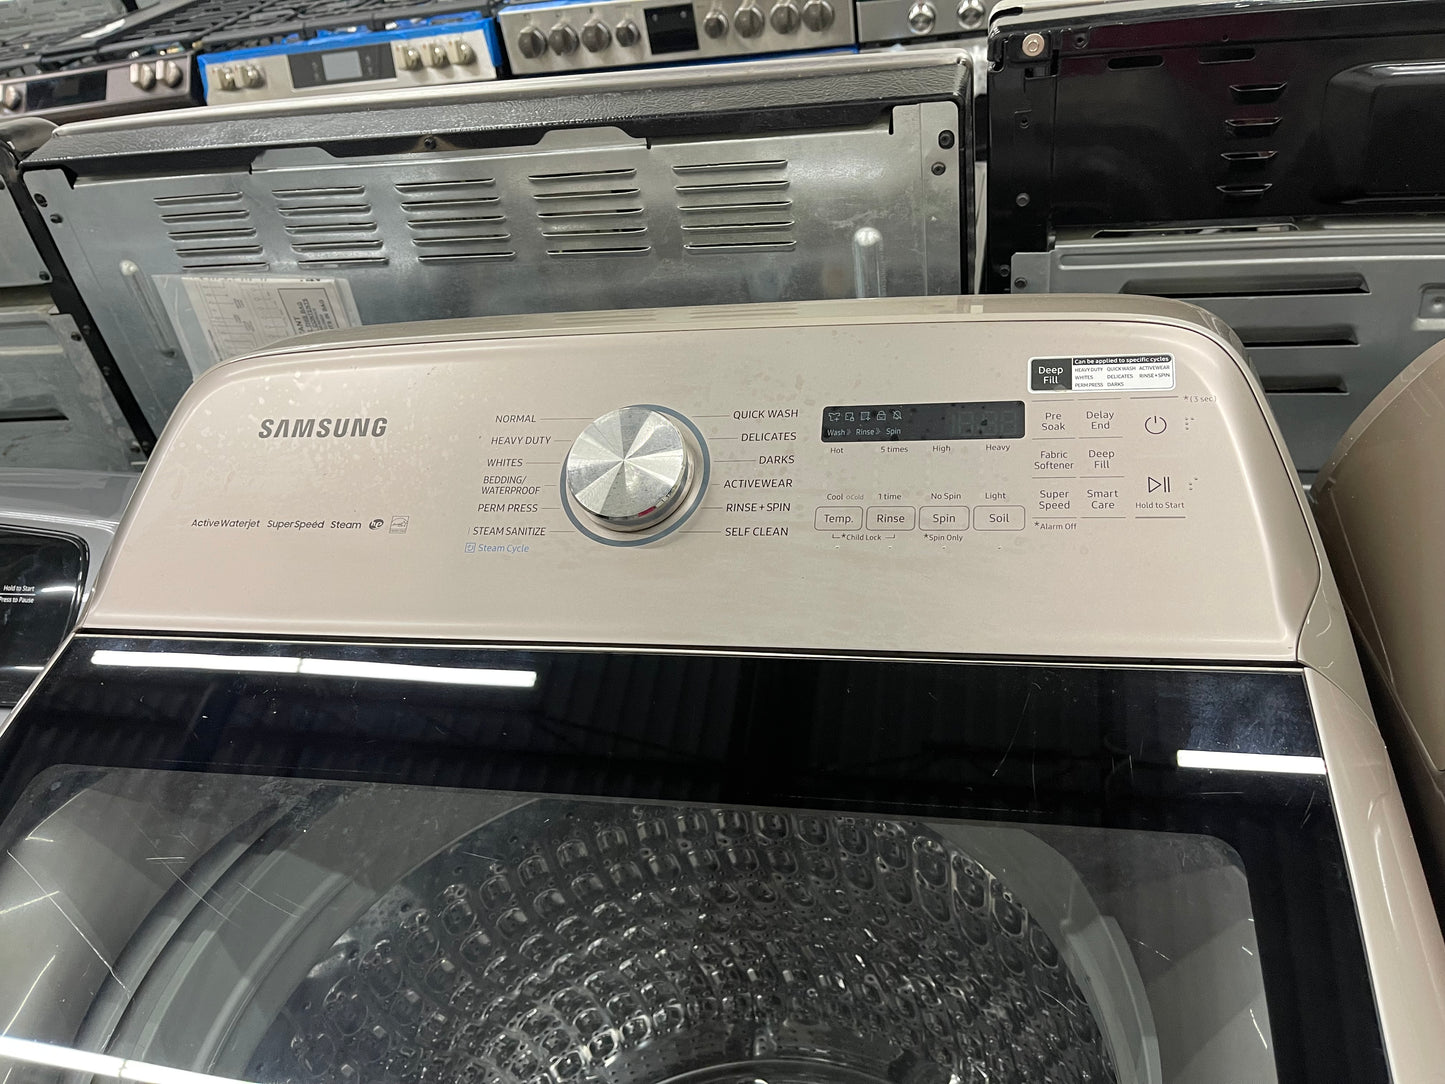 SAMSUNG
ActiveWaterjet SuperSpeed Steam
NORMAL
HEAVY DUTY
WHITES
BEDDING/
WATERPROOF
PERM PRESS
STEAM SANITIZE
Steam Cycle
QUICK WASH
DELICATES
DARKS
ACTIVEWEAR
RINSE + SPIN
SELF CLEAN
Wash Rinse Spin
Hot 5 times High Heavy
Cool Cold 1 time No Spin Light
Temp. Rinse Spin Soil
*Child Lock *Spin Only
Deep
Fill
Can be applied to specific cycles
HEAVY DUTY QUICK WASH ACTIVEWEAR
WHITES DELICATES RINSE + SPIN
PERM PRESS DARKS
*(3 sec)
Pre
Soak
Delay
End
Fabric
Softener
Deep
Fill
Super
Speed
Smart
Care
*Alarm Off
Hold to Start
Hold to Start
Press to Pause